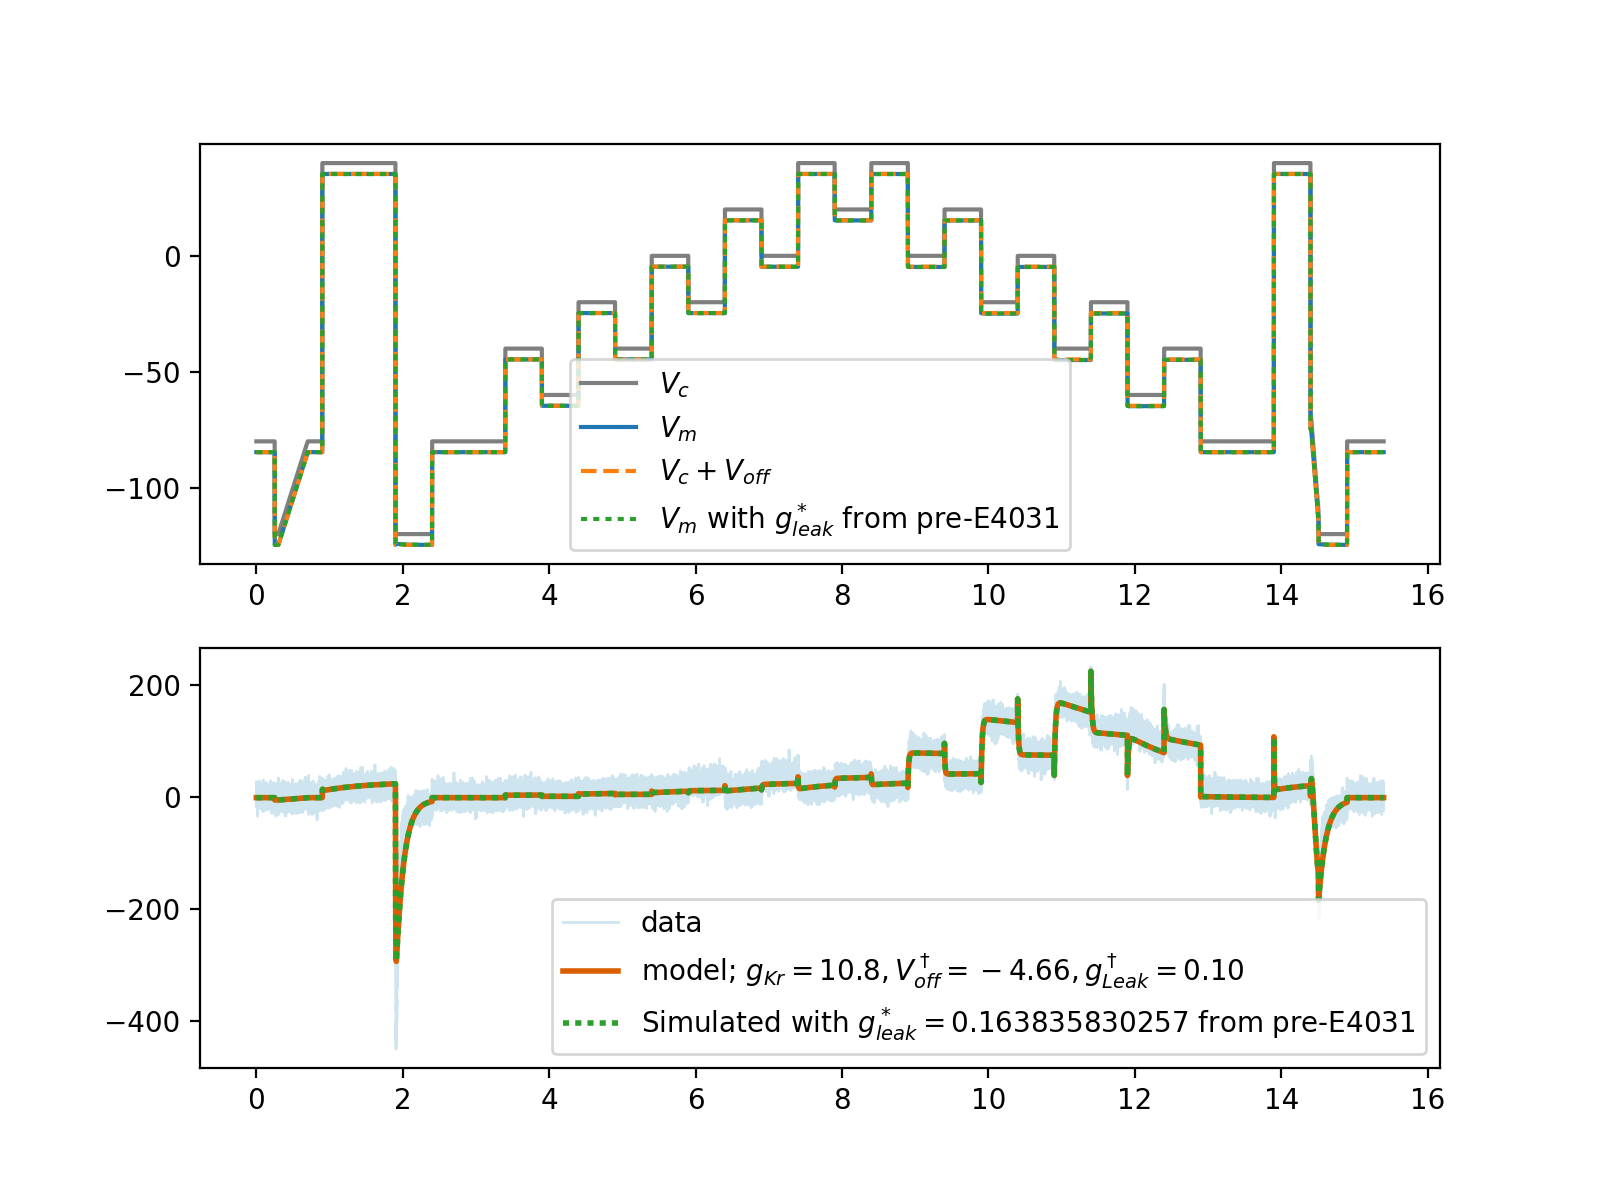 0
−50
−100
V_c
V_m
V_c + V_off
V_m with g*_leak from pre-E4031
0 2 4 6 8 10 12 14 16
200
0
−200
−400
data
model; g_Kr = 10.8, V†_off = −4.66, g†_Leak = 0.10
Simulated with g*_leak = 0.163835830257 from pre-E4031
0 2 4 6 8 10 12 14 16